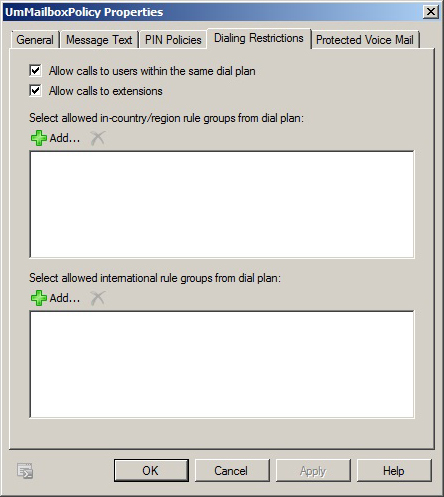 UmMailboxPolicy Properties
General Message Text PIN Policies Dialing Restrictions Protected Voice Mail
Allow calls to users within the same dial plan
Allow calls to extensions
Select allowed in-country/region rule groups from dial plan:
Add...
Select allowed international rule groups from dial plan:
Add...
OK Cancel Apply Help